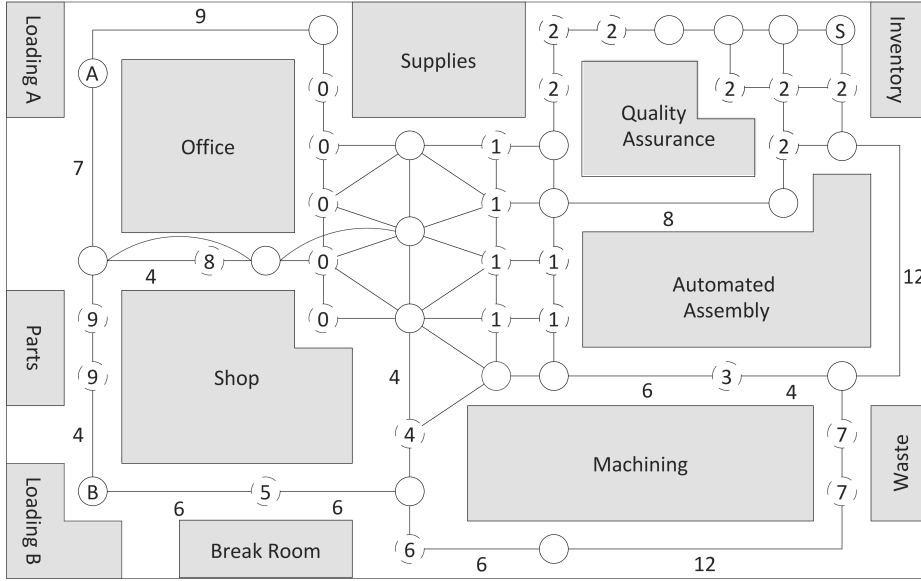 9
2 2 S
Loading A
Inventory
Supplies
A
0 2 2 2 2
Quality
Assurance
Office
0 1 2
7
0 1
8
4 8 0 1 1
Automated
Assembly
12
9 0 1 1
Parts
9
Shop
4
6 3 4
4
4 7
Waste
Machining
Loading B
B 5 7
6 6
Break Room
6
6 12